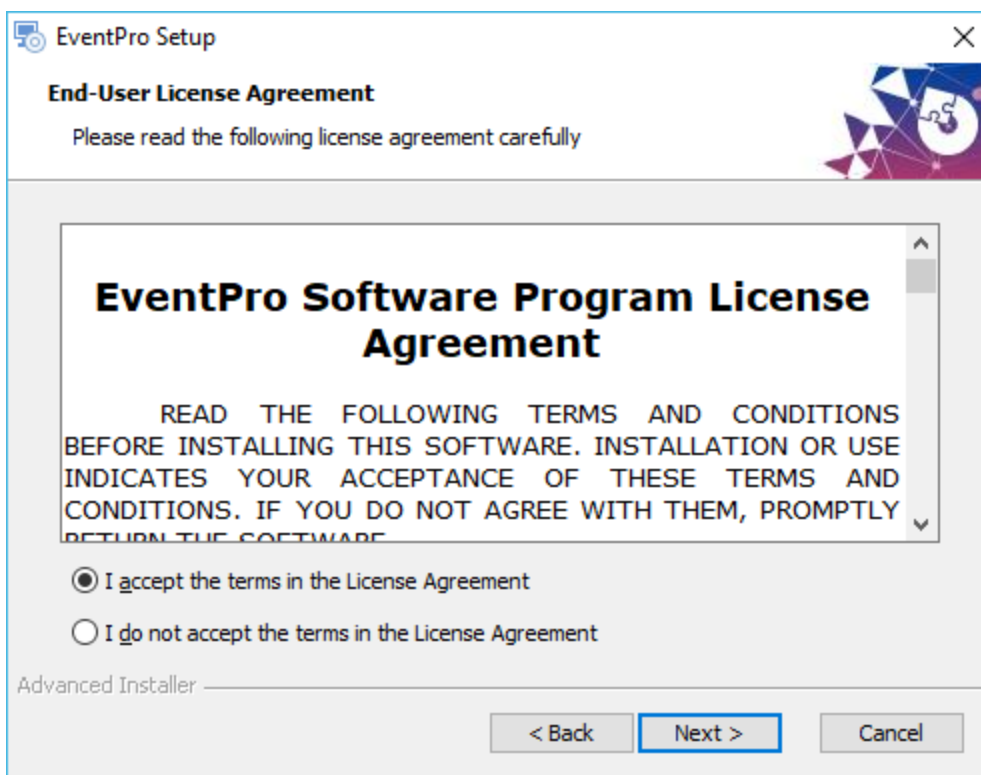 EventPro Setup
End-User License Agreement
Please read the following license agreement carefully
EventPro Software Program License
Agreement
READ THE FOLLOWING TERMS AND CONDITIONS
BEFORE INSTALLING THIS SOFTWARE. INSTALLATION OR USE
INDICATES YOUR ACCEPTANCE OF THESE TERMS AND
CONDITIONS. IF YOU DO NOT AGREE WITH THEM, PROMPTLY
RETURN THE SOFTWARE
I accept the terms in the License Agreement
I do not accept the terms in the License Agreement
Advanced Installer
< Back
Next >
Cancel